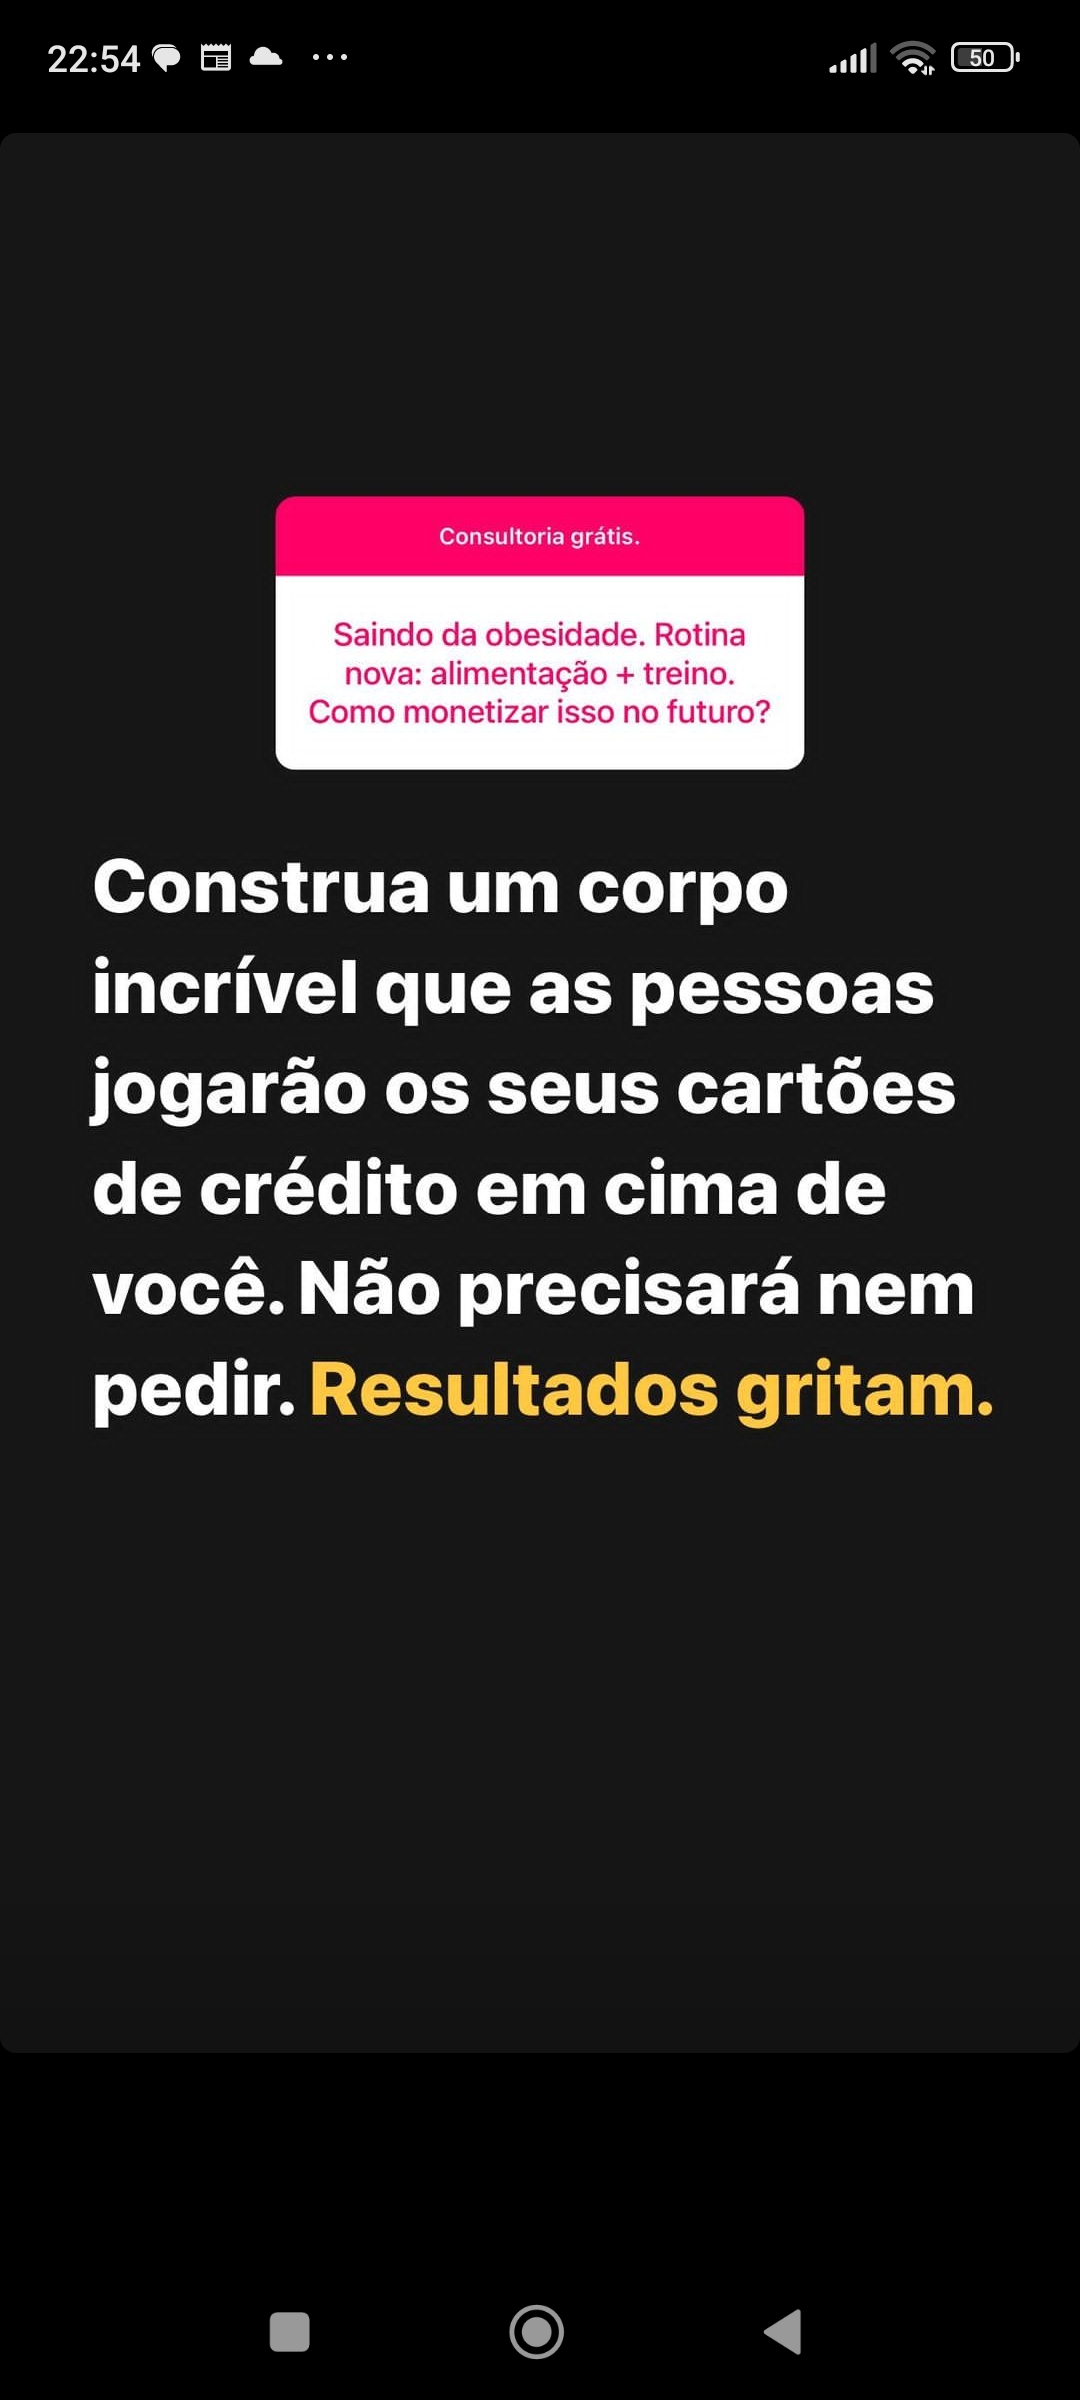 22:54
50
Consultoria grátis.
Saindo da obesidade. Rotina
nova: alimentação + treino.
Como monetizar isso no futuro?
Construa um corpo
incrível que as pessoas
jogarão os seus cartões
de crédito em cima de
você. Não precisará nem
pedir. Resultados gritam.